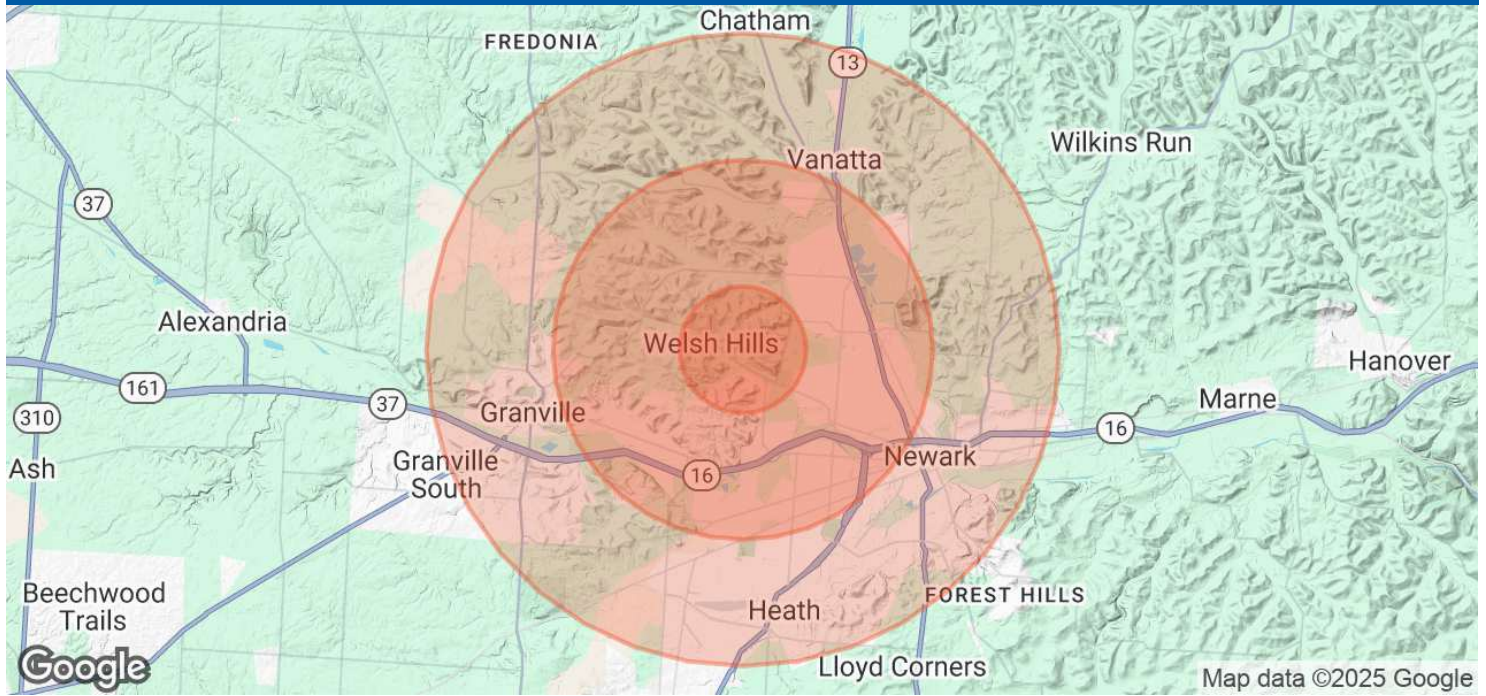 Chatham
FREDONIA
13
Wilkins Run
Vanatta
37
Alexandria
Welsh Hills
Hanover
161
37
Marne
310
Granville
16
Ash
Granville
South
Newark
16
Beechwood
Trails
FOREST HILLS
Heath
Lloyd Corners
Google
Map data ©2025 Google